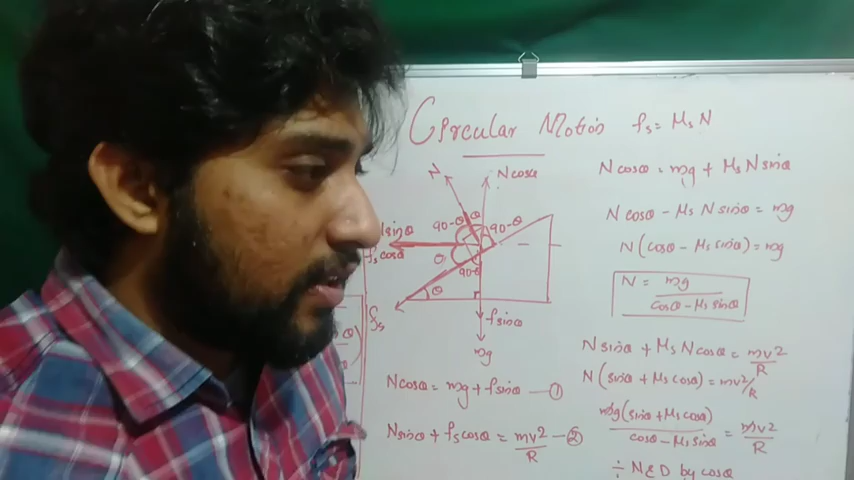 Circular Motion fs = μs N
N cosθ = mg + μs N sinθ
N cosθ - μs N sinθ = mg
N (cosθ - μs sinθ) = mg
N = mg / cosθ - μs sinθ
N sinθ + μs N cosθ = mv²/R
N (sinθ + μs cosθ) = mv²/R
mg (sinθ + μs cosθ) / cosθ - μs sinθ = mv²/R
÷ N & D by cosθ
N
N cosθ
90-θ θ 90-θ
sinθ
fs cosθ
θ
90-θ
θ
fs
f sinθ
mg
N cosθ = mg + f sinθ — ①
N sinθ + fs cosθ = mv²/R — ②
θ)